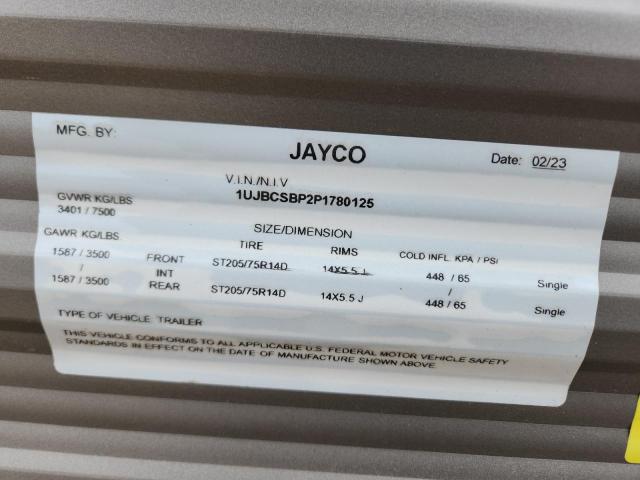 MFG. BY:
JAYCO
Date: 02/23
V.I.N./N.I.V
1UJBCSBP2P1780125
GVWR KG/LBS
3401 / 7500
SIZE/DIMENSION
GAWR KG/LBS TIRE RIMS COLD INFL. KPA / PSI
1587 / 3500 FRONT ST205/75R14D 14X5.5 J 448 / 65 Single
/ INT /
1587 / 3500 REAR ST205/75R14D 14X5.5 J 448 / 65 Single
TYPE OF VEHICLE: TRAILER
THIS VEHICLE CONFORMS TO ALL APPLICABLE U.S. FEDERAL MOTOR VEHICLE SAFETY
STANDARDS IN EFFECT ON THE DATE OF MANUFACTURE SHOWN ABOVE.